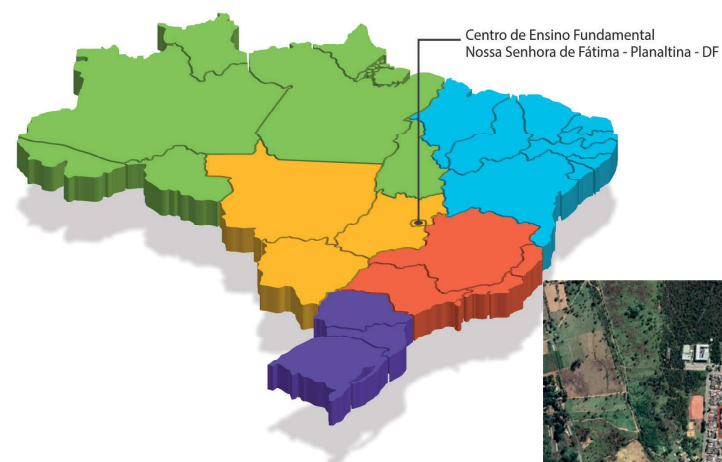 Centro de Ensino Fundamental
Nossa Senhora de Fátima - Planaltina - DF